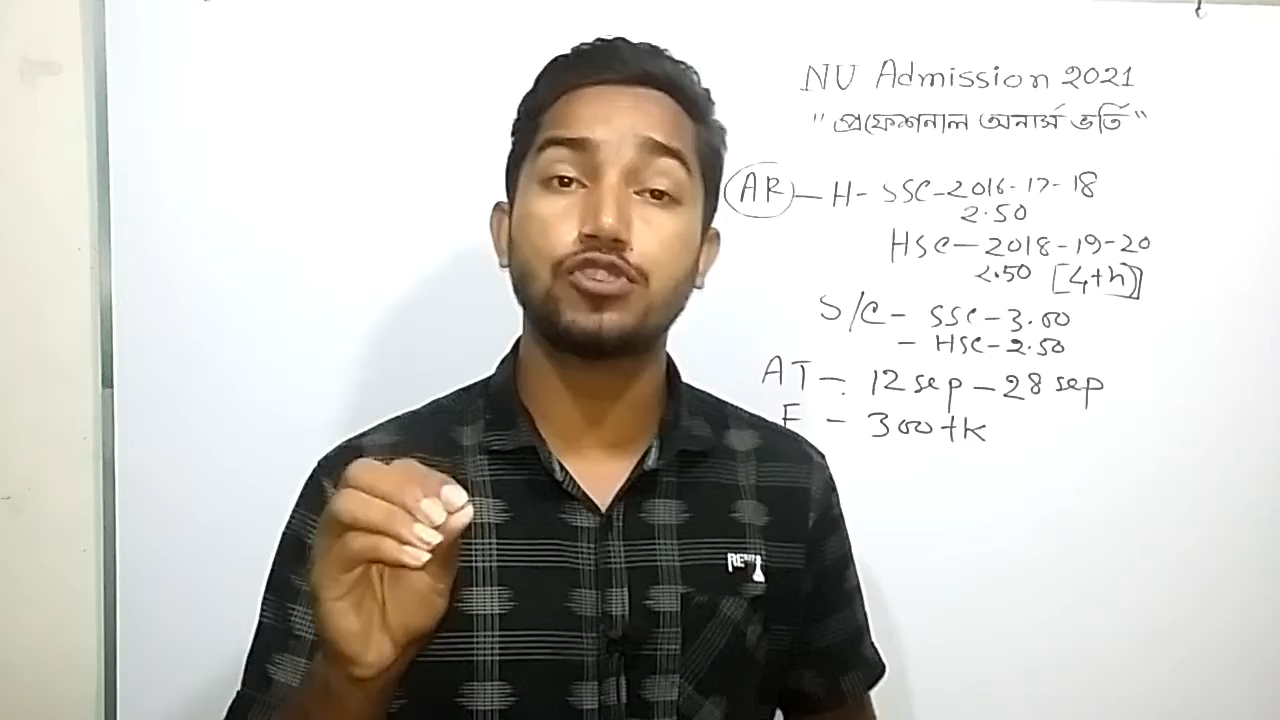 NU Admission 2021
"প্রফেশনাল অনার্স ভর্তি"
AR - H - SSC - 2016-17-18
2.50
HSC - 2018-19-20
2.50 [4th]
S/C - SSC - 3.00
- HSC - 2.50
AT - 12 sep - 28 sep
F - 300 tk